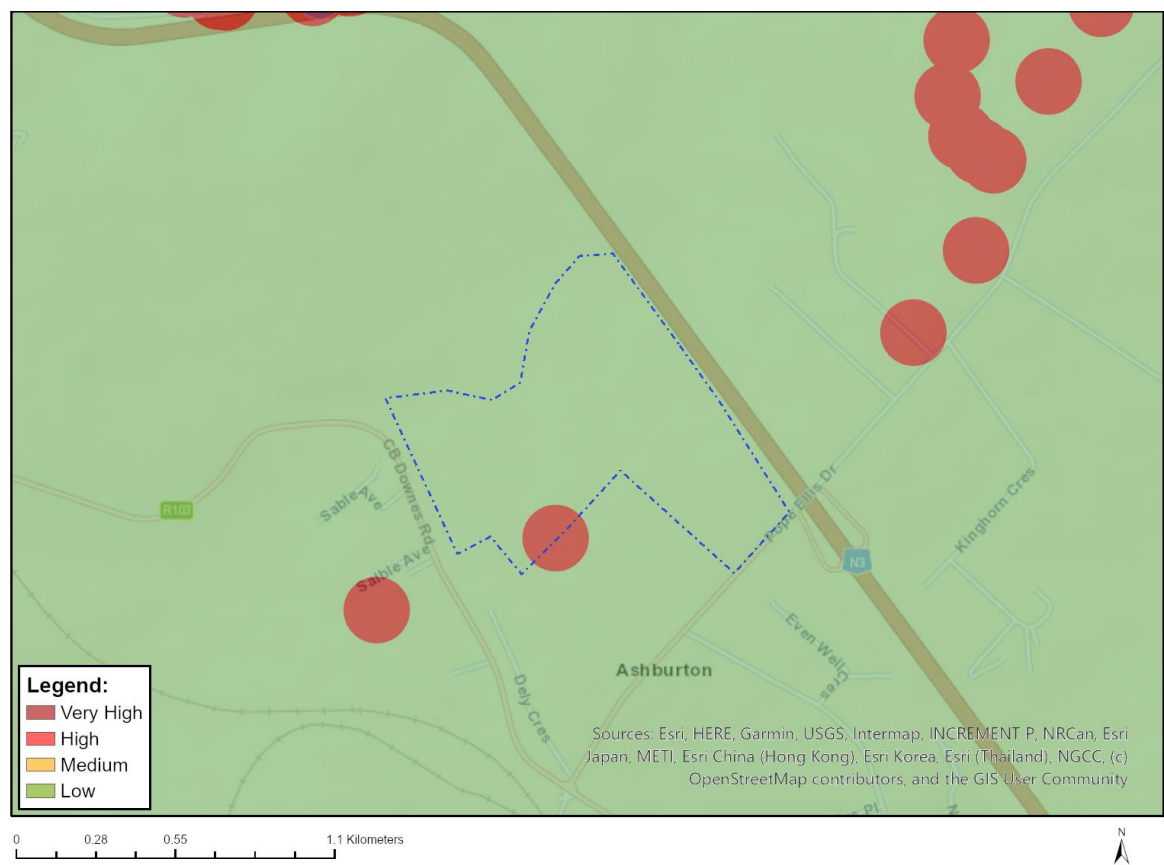 R103
CB Downes Rd
Sable Ave
Salble Ave
Pope Ellis Dr
N3
Kinghorn Cres
Even Well
Cres
Dely Cres
Ashburton
Legend:
Very High
High
Medium
Low
Sources: Esri, HERE, Garmin, USGS, Intermap, INCREMENT P, NRCan, Esri
Japan, METI, Esri China (Hong Kong), Esri Korea, Esri (Thailand), NGCC, (c)
OpenStreetMap contributors, and the GIS User Community
Pl
N
0 0.28 0.55 1.1 Kilometers
N